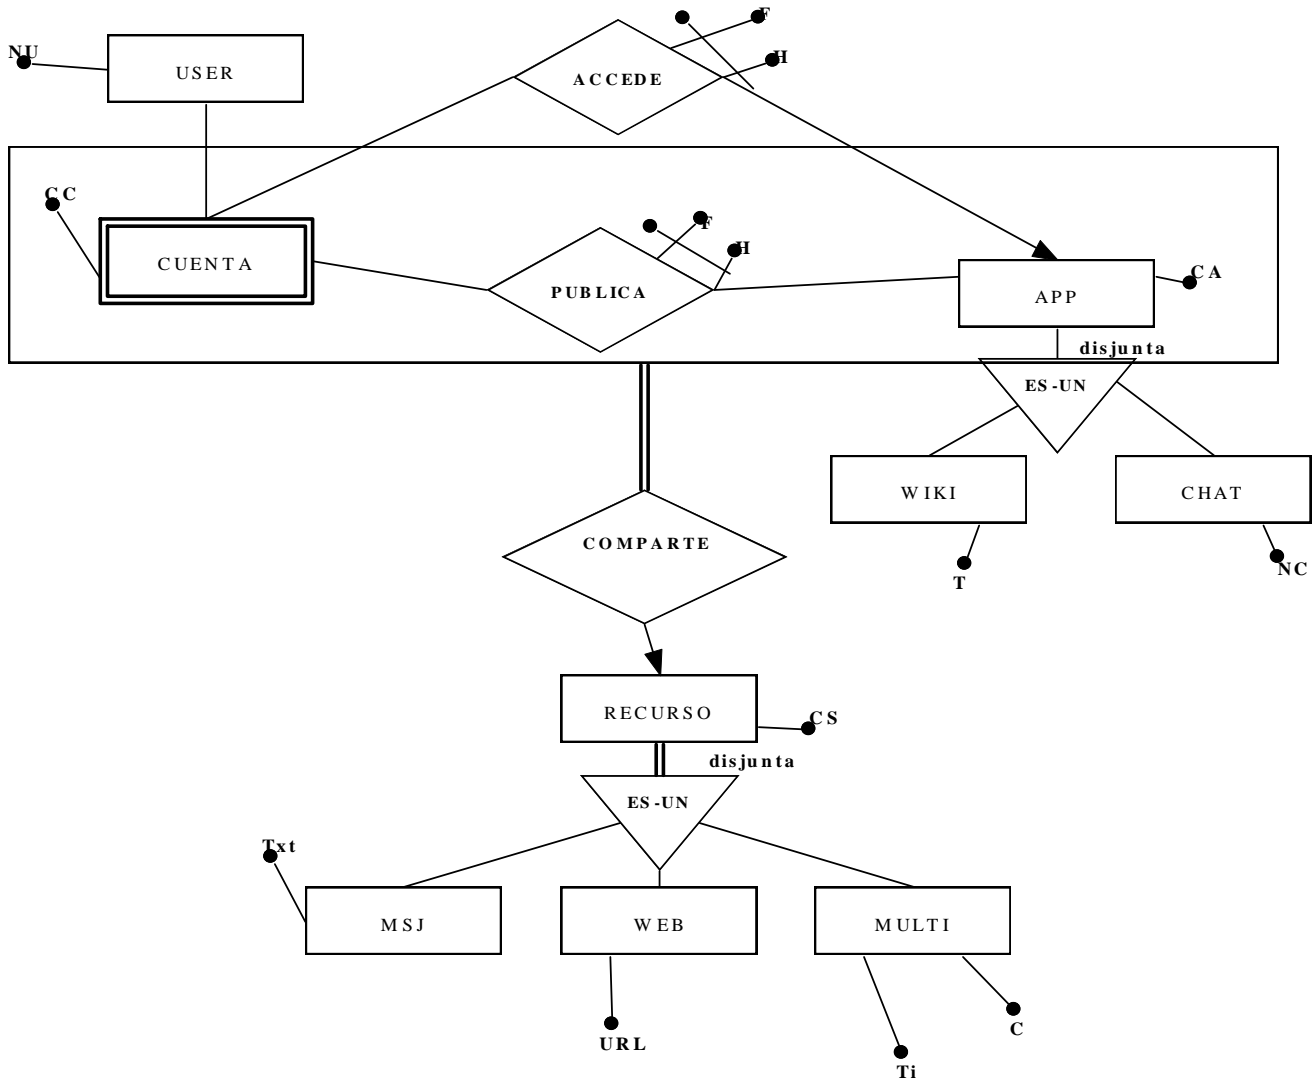 F
NU
H
USER
ACCEDE
CC
F
H
CUENTA
CA
PUBLICA
APP
disjunta
ES-UN
WIKI
CHAT
COMPARTE
NC
T
RECURSO
CS
disjunta
ES-UN
Txt
MSJ
WEB
MULTI
C
URL
Ti